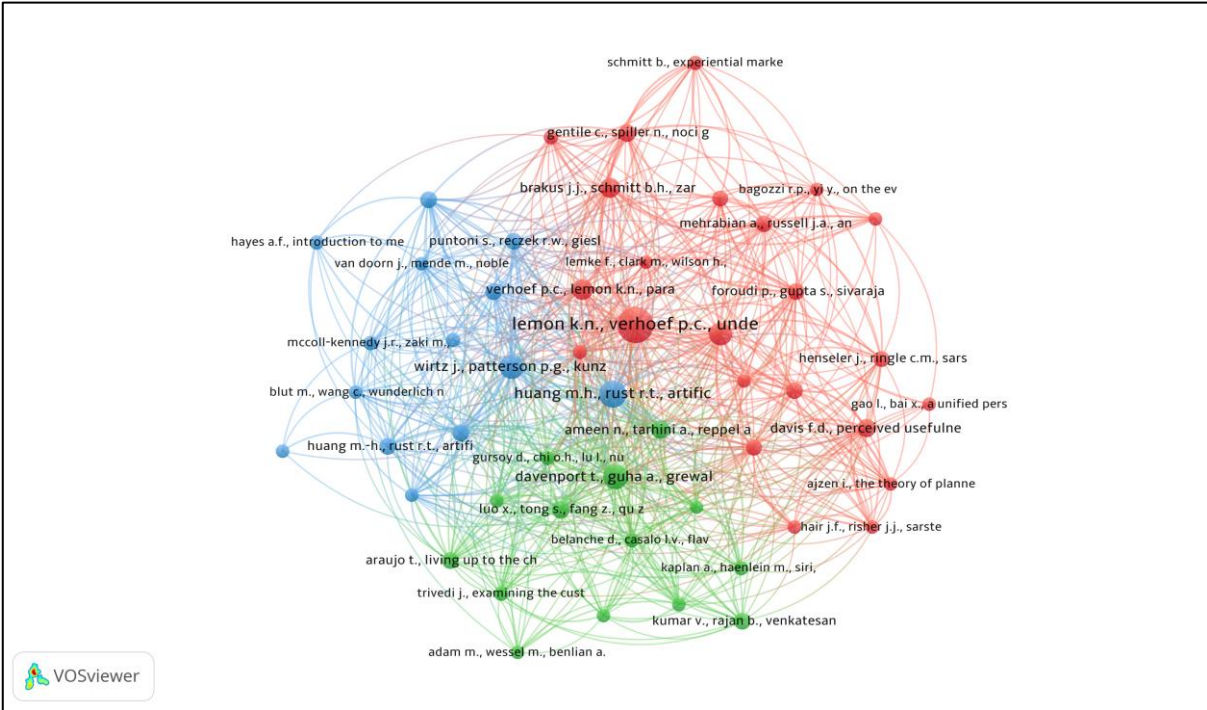 schmitt b., experiential marke
gentile c., spiller n., noci g
brakus j.j., schmitt b.h., zar
bagozzi r.p., yi y., on the ev
mehrabian a., russell j.a., an
hayes a.f., introduction to me
puntoni s., reczek r.w., giesl
van doorn j., mende m., noble
lemke f., clark m., wilson h.,
verhoef p.c., lemon k.n., para
foroudi p., gupta s., sivaraja
lemon k.n., verhoef p.c., unde
mccoll-kennedy j.r., zaki m.,
henseler j., ringle c.m., sars
wirtz j., patterson p.g., kunz
blut m., wang c., wunderlich n
huang m.h., rust r.t., artific
gao l., bai x., a unified pers
ameen n., tarhini a., reppel a
davis f.d., perceived usefulne
huang m.-h., rust r.t., artifi
gursoy d., chi o.h., lu l., nu
davenport t., guha a., grewal
ajzen i., the theory of planne
luo x., tong s., fang z., qu z
hair j.f., risher j.j., sarste
belanche d., casalo l.v., flav
araujo t., living up to the ch
kaplan a., haenlein m., siri,
trivedi j., examining the cust
kumar v., rajan b., venkatesan
adam m., wessel m., benlian a.
VOSviewer